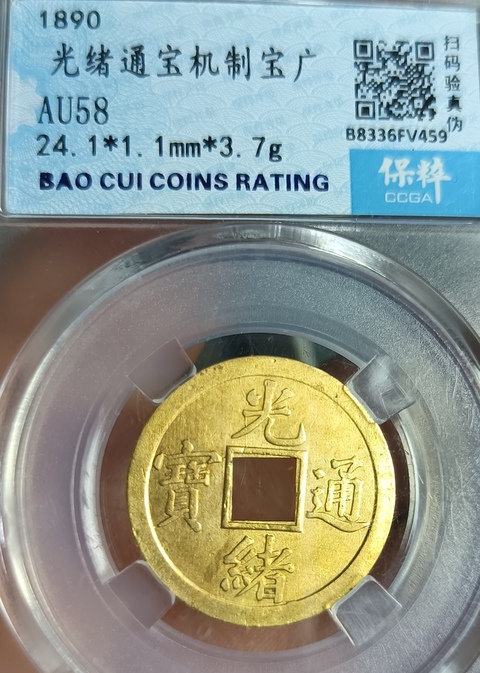 1890
光绪通宝机制宝广
AU58
24.1*1.1mm*3.7g
BAO CUI COINS RATING
扫码验真伪
B8336FV459
保粹
CCGA
光
緒
通
寶